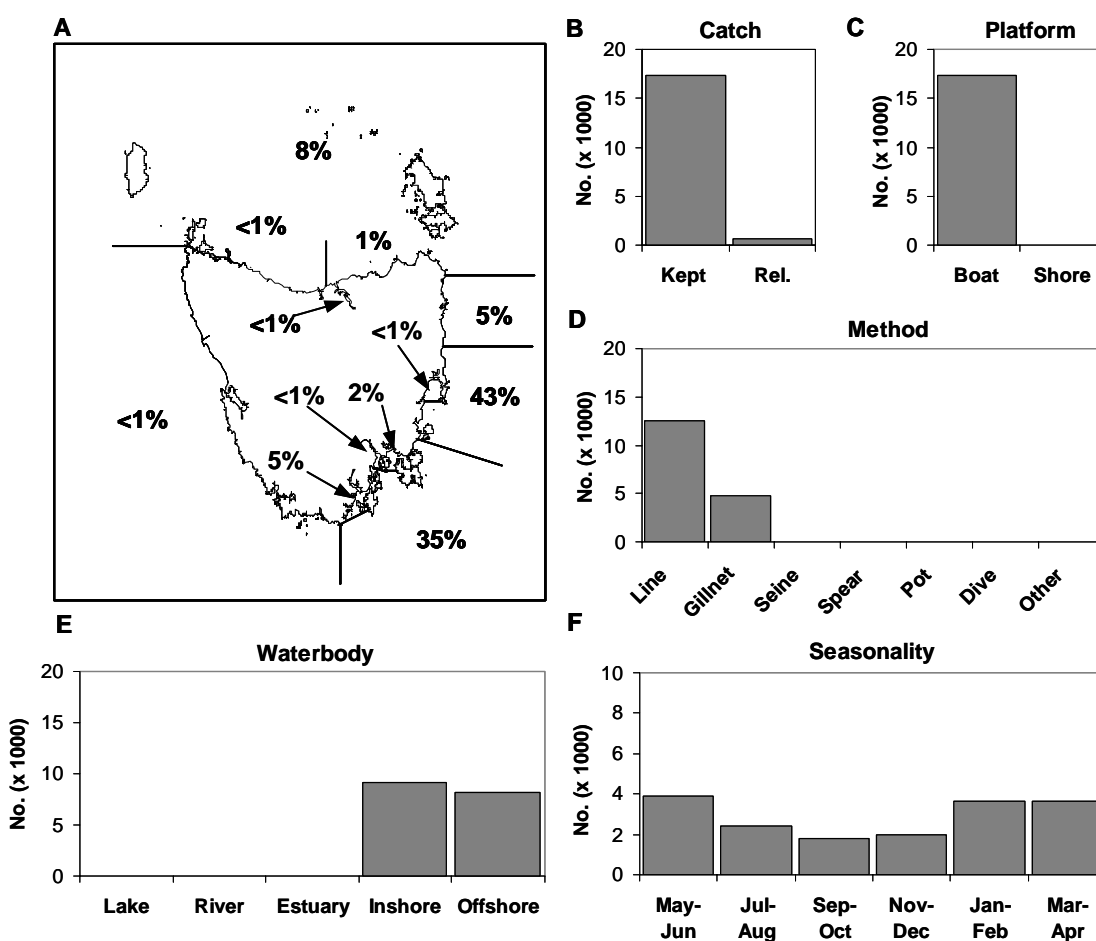 A
8%
<1%
1%
<1%
5%
<1%
43%
<1%
<1%
2%
5%
35%
B
Catch
No. (x 1000)
20
15
10
5
0
Kept Rel.
C
Platform
No. (x 1000)
20
15
10
5
0
Boat Shore
D
Method
No. (x 1000)
20
15
10
5
0
Line Gillnet Seine Spear Pot Dive Other
E
Waterbody
No. (x 1000)
20
15
10
5
0
Lake River Estuary Inshore Offshore
F
Seasonality
No. (x 1000)
10
8
6
4
2
0
May- Jul- Sep- Nov- Jan- Mar-
Jun Aug Oct Dec Feb Apr